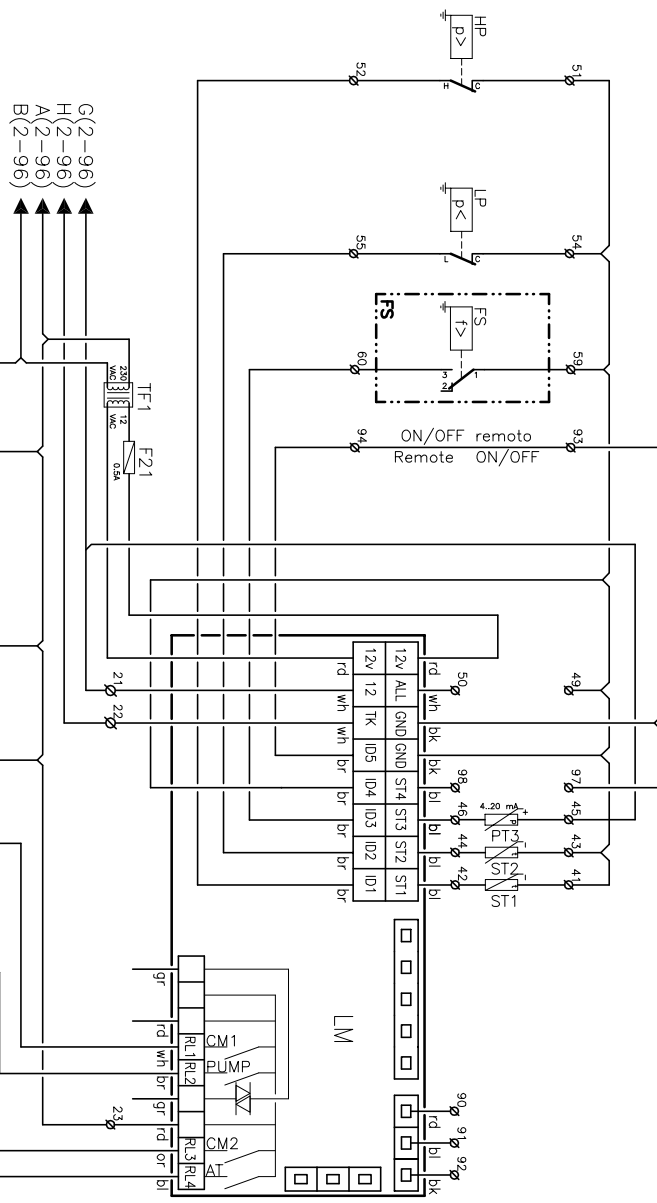 HP
p>
52
H
C
51
G(2-96)
H(2-96)
A(2-96)
B(2-96)
LP
p<
55
L
C
54
FS
FS
f>
60
3
2
1
59
230
VAC
TF1
12
VAC
F21
0.5A
94
ON/OFF remoto
Remote ON/OFF
93
12v
12v
rd
rd
21
wh
12
ALL
wh
50
49
22
wh
TK
GND
bk
br
ID5
GND
bk
br
ID4
ST4
bl
98
97
br
ID3
ST3
bl
46
4..20 mA
+
p
45
PT3
br
ID2
ST2
bl
44
-
t
43
ST2
br
ID1
ST1
bl
42
-
t
41
ST1
LM
gr
rd
RL1
CM1
wh
RL2
PUMP
br
gr
23
rd
RL3
CM2
or
RL4
AT
bl
90
rd
91
bl
92
bk